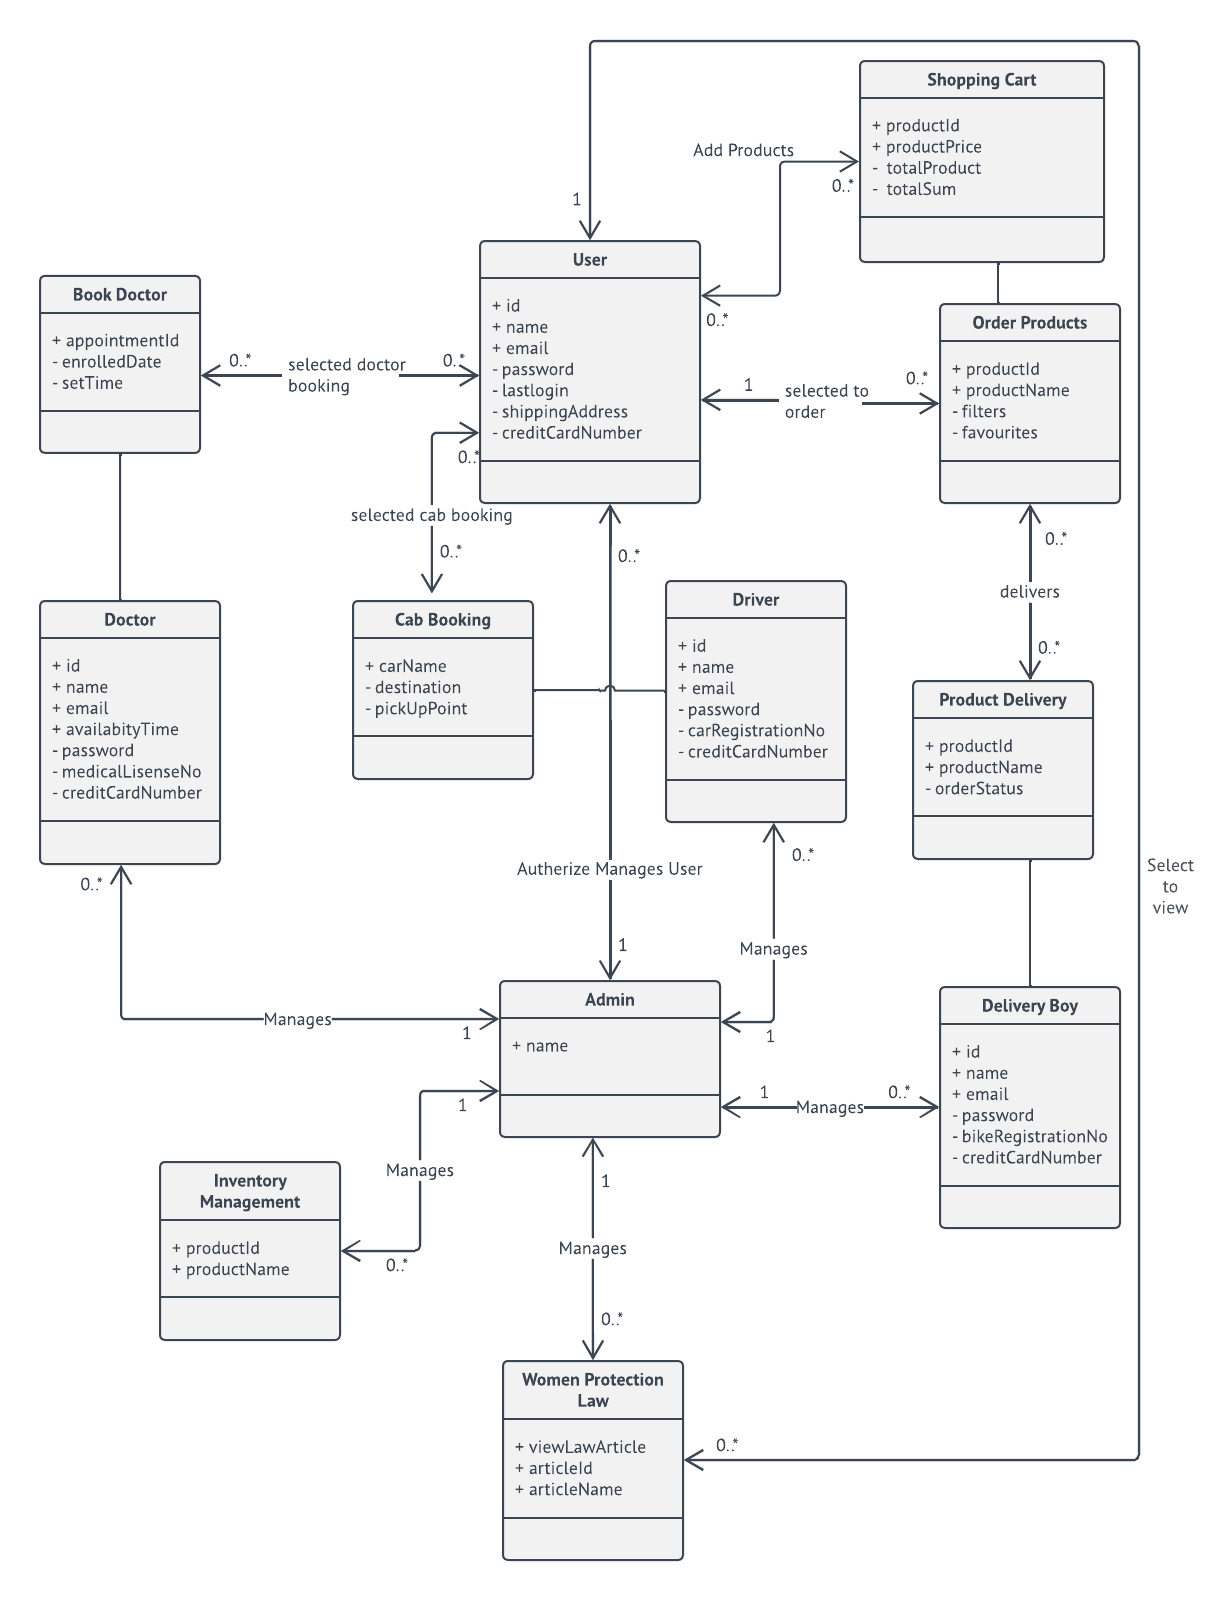 Shopping Cart
+ productId
+ productPrice
-  totalProduct
-  totalSum
Add Products
0..*
0..*
1
User
+ id
+ name
+ email
- password
- lastlogin
- shippingAddress
- creditCardNumber
Book Doctor
+ appointmentId
- enrolledDate
- setTime
0..*
selected doctor
booking
0..*
Order Products
+ productId
+ productName
- filters
- favourites
1
selected to
order
0..*
0..*
selected cab booking
0..*
0..*
0..*
delivers
0..*
Doctor
+ id
+ name
+ email
+ availabityTime
- password
- medicalLisenseNo
- creditCardNumber
Cab Booking
+ carName
- destination
- pickUpPoint
Driver
+ id
+ name
+ email
- password
- carRegistrationNo
- creditCardNumber
Product Delivery
+ productId
+ productName
- orderStatus
0..*
Autherize Manages User
1
0..*
Manages
1
Select
to
view
Manages
1
Admin
+ name
Delivery Boy
+ id
+ name
+ email
- password
- bikeRegistrationNo
- creditCardNumber
1
Manages
0..*
1
Manages
0..*
Inventory
Management
+ productId
+ productName
1
Manages
0..*
Women Protection
Law
+ viewLawArticle
+ articleId
+ articleName
0..*